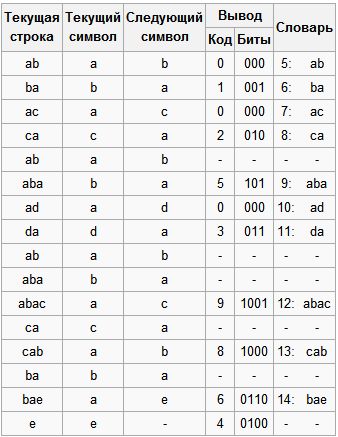 Текущая строка Текущий символ Следующий символ Вывод Словарь
Код Биты
ab a b 0 000 5: ab
ba b a 1 001 6: ba
ac a c 0 000 7: ac
ca c a 2 010 8: ca
ab a b - - - -
aba b a 5 101 9: aba
ad a d 0 000 10: ad
da d a 3 011 11: da
ab a b - - - -
aba b a - - - -
abac a c 9 1001 12: abac
ca c a - - - -
cab a b 8 1000 13: cab
ba b a - - - -
bae a e 6 0110 14: bae
e e - 4 0100 - -